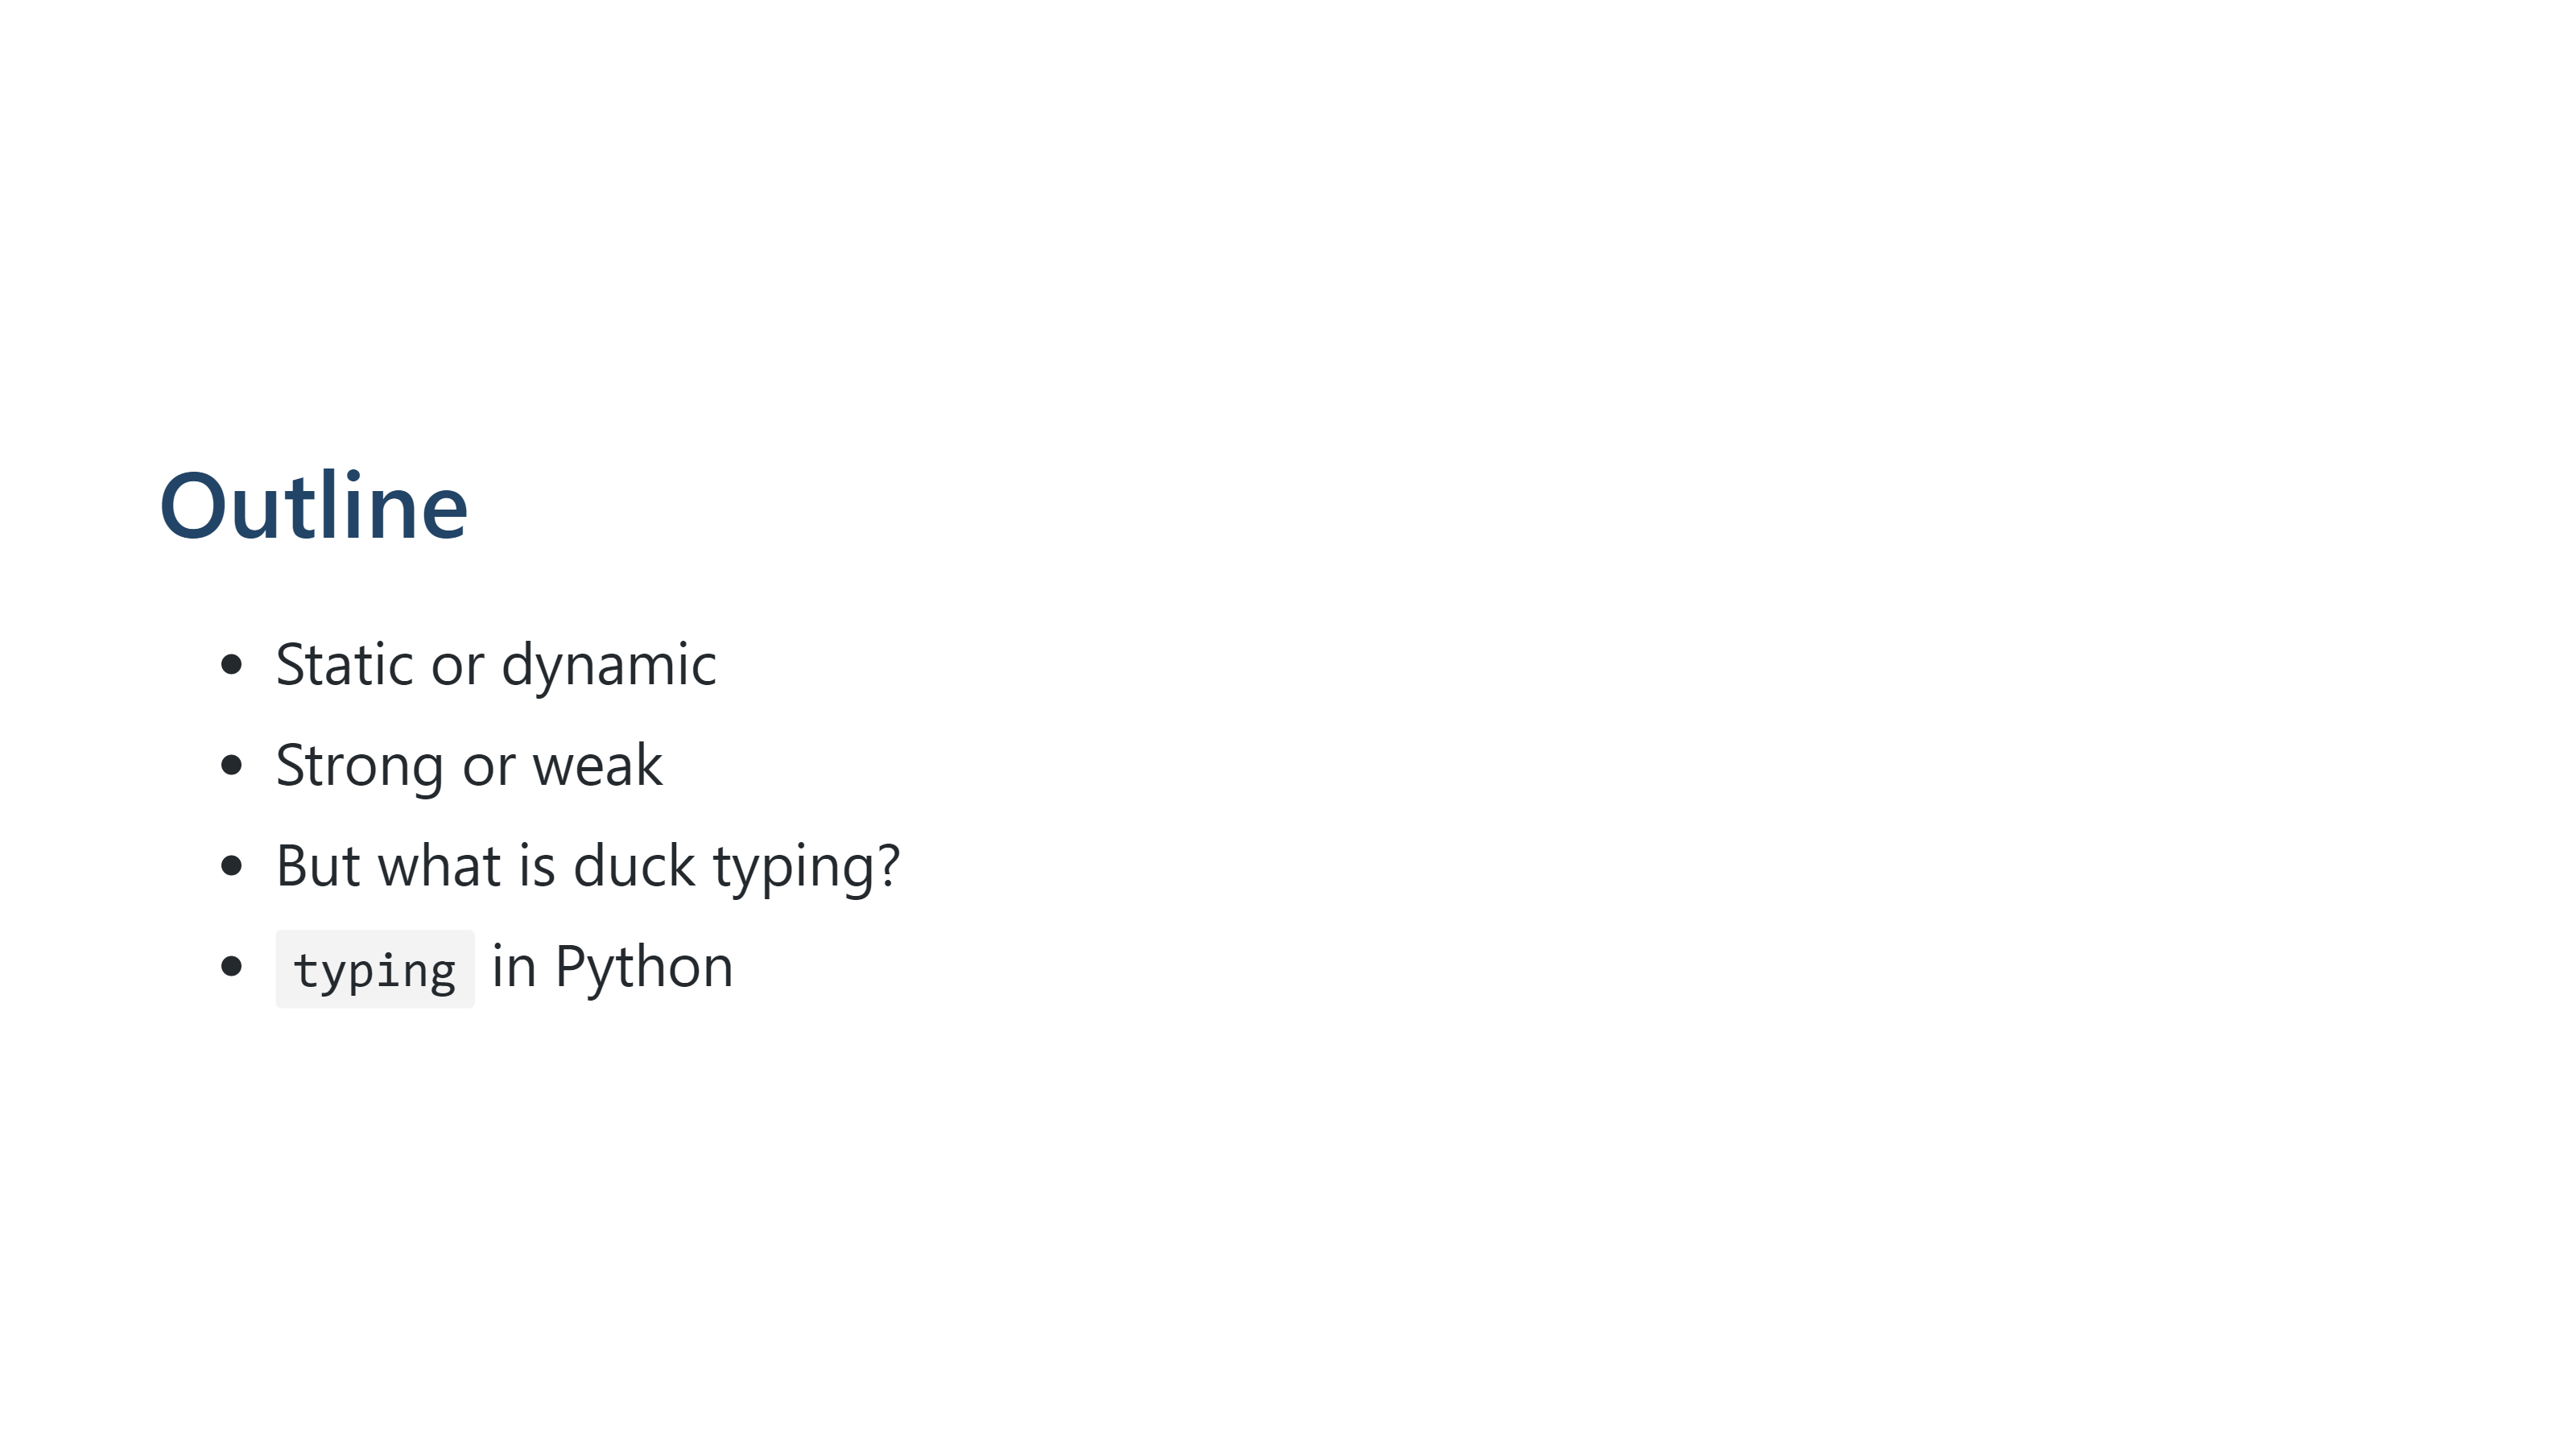 Outline
• Static or dynamic
• Strong or weak
• But what is duck typing?
• typing in Python